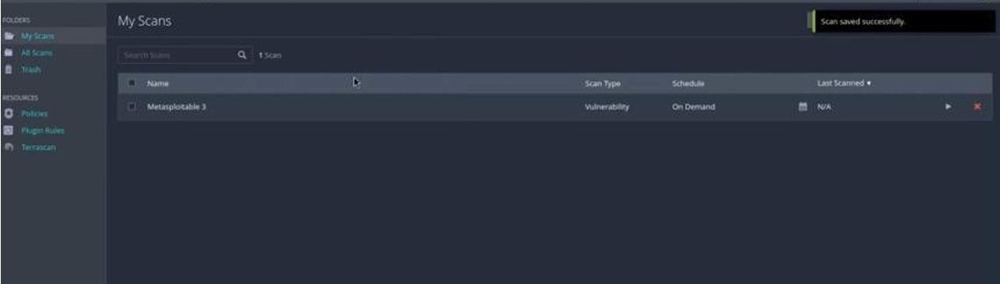 FOLDERS
My Scans
All Scans
Trash
RESOURCES
Policies
Plugin Rules
Terrascan
My Scans
Scan saved successfully.
Search Scans
1 Scan
Name Scan Type Schedule Last Scanned ▼
Metasploitable 3 Vulnerability On Demand N/A